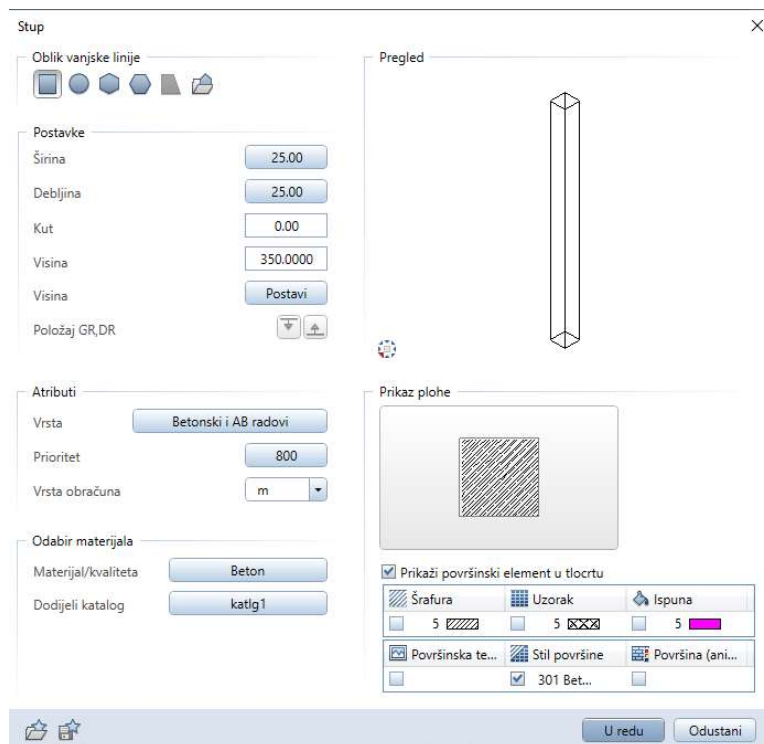 Stup
Oblik vanjske linije
Postavke
Širina 25.00
Debljina 25.00
Kut 0.00
Visina 350.0000
Visina Postavi
Položaj GR,DR
Atributi
Vrsta Betonski i AB radovi
Prioritet 800
Vrsta obračuna m
Odabir materijala
Materijal/kvaliteta Beton
Dodijeli katalog katlg1
Pregled
Prikaz plohe
Prikaži površinski element u tlocrtu
Šrafura Uzorak Ispuna
5 5 5
Površinska te... Stil površine Površina (ani...
301 Bet...
U redu Odustani